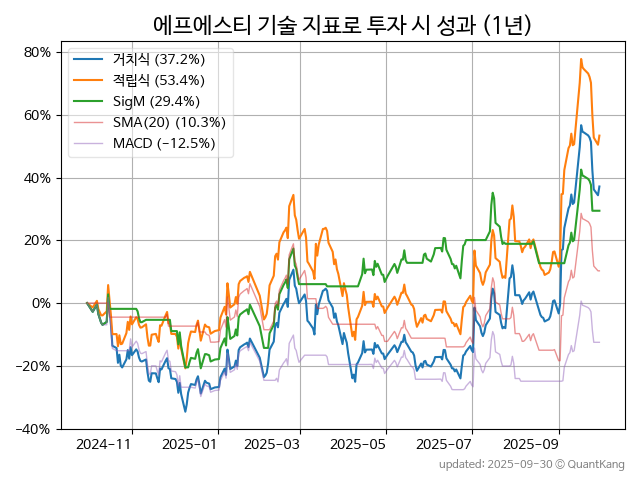 에프에스티 기술 지표로 투자 시 성과 (1년)
80%
60%
40%
20%
0%
−20%
−40%
거치식 (37.2%)
적립식 (53.4%)
SigM (29.4%)
SMA(20) (10.3%)
MACD (−12.5%)
2024-11
2025-01
2025-03
2025-05
2025-07
2025-09
updated: 2025-09-30 © QuantKang